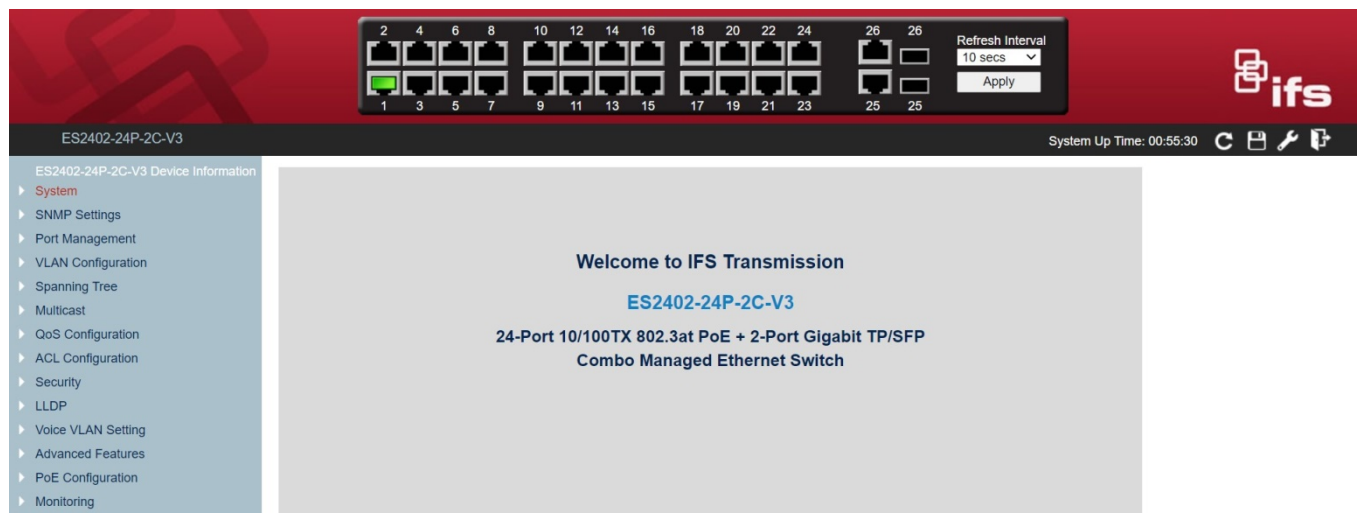 2 4 6 8 10 12 14 16 18 20 22 24 26 26
Refresh Interval
10 secs
Apply
1 3 5 7 9 11 13 15 17 19 21 23 25 25
ifs
ES2402-24P-2C-V3
System Up Time: 00:55:30
ES2402-24P-2C-V3 Device Information
System
SNMP Settings
Port Management
VLAN Configuration
Spanning Tree
Multicast
QoS Configuration
ACL Configuration
Security
LLDP
Voice VLAN Setting
Advanced Features
PoE Configuration
Monitoring
Welcome to IFS Transmission
ES2402-24P-2C-V3
24-Port 10/100TX 802.3at PoE + 2-Port Gigabit TP/SFP
Combo Managed Ethernet Switch